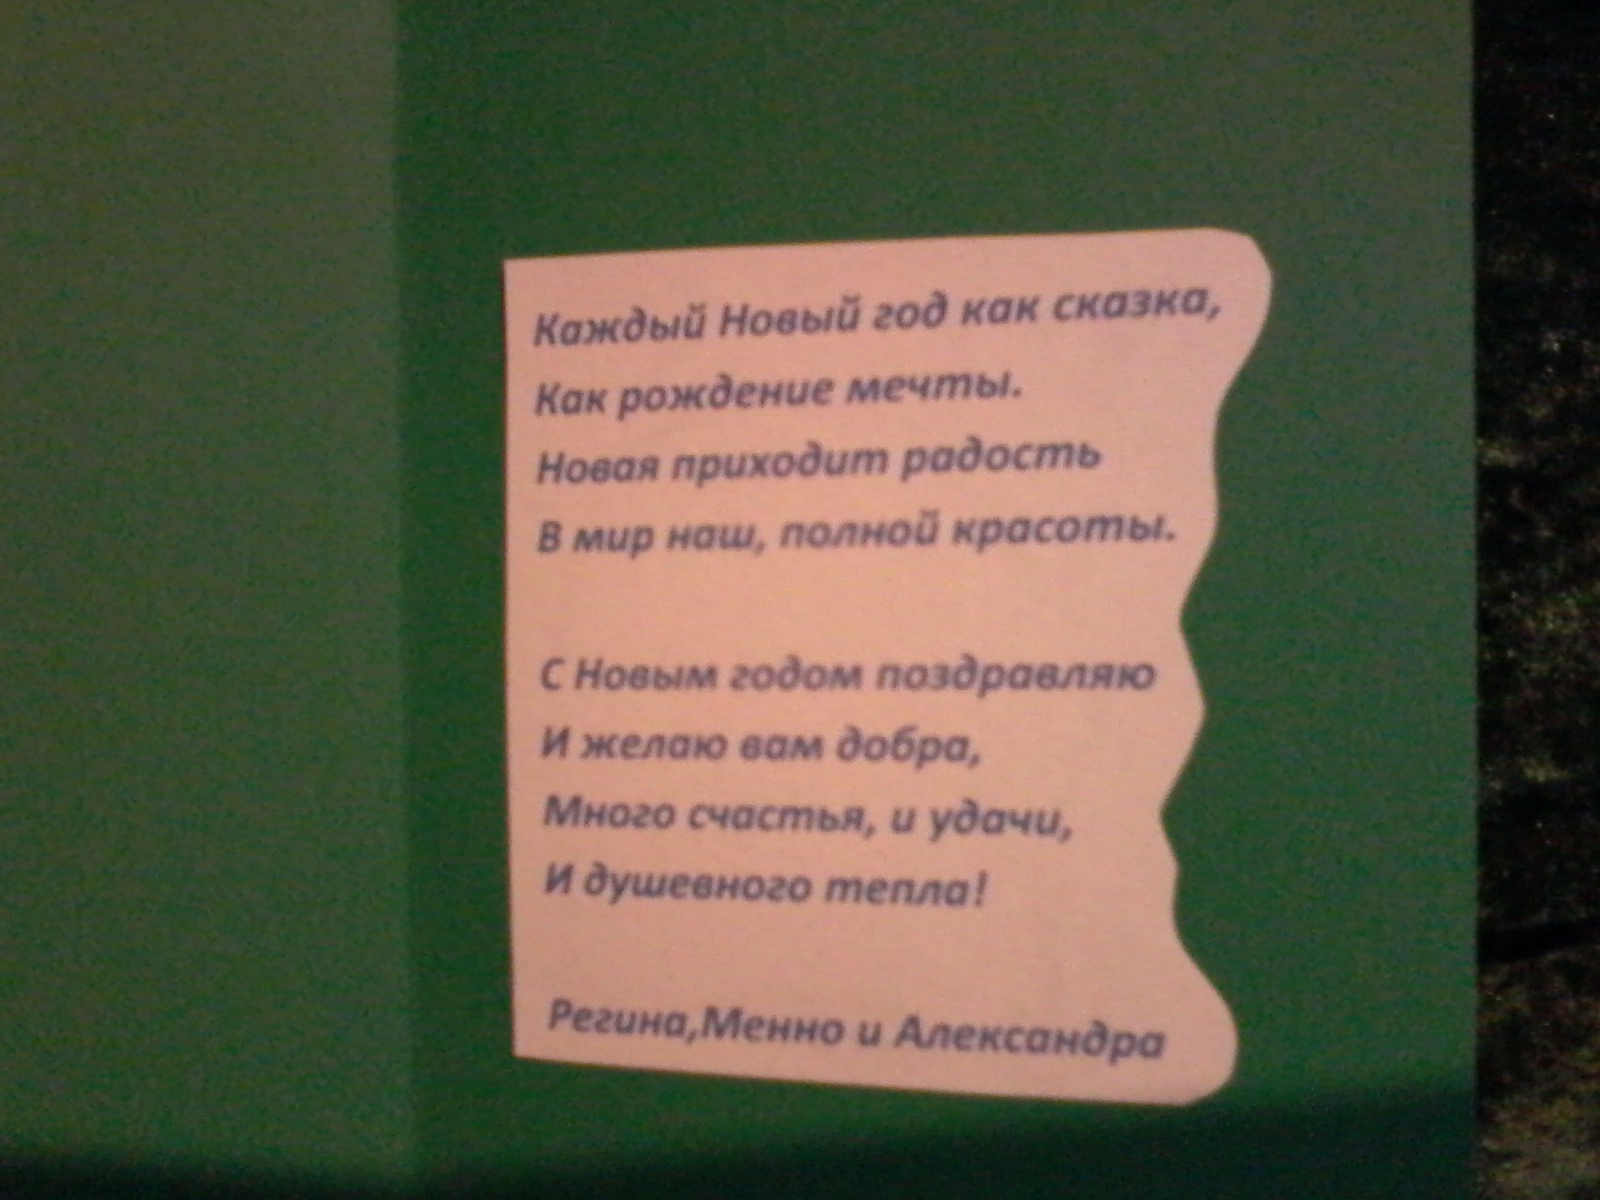 Каждый Новый год как сказка,
Как рождение мечты.
Новая приходит радость
В мир наш, полной красоты.
С Новым годом поздравляю
И желаю вам добра,
Много счастья, и удачи,
И душевного тепла!
Регина,Менно и Александра